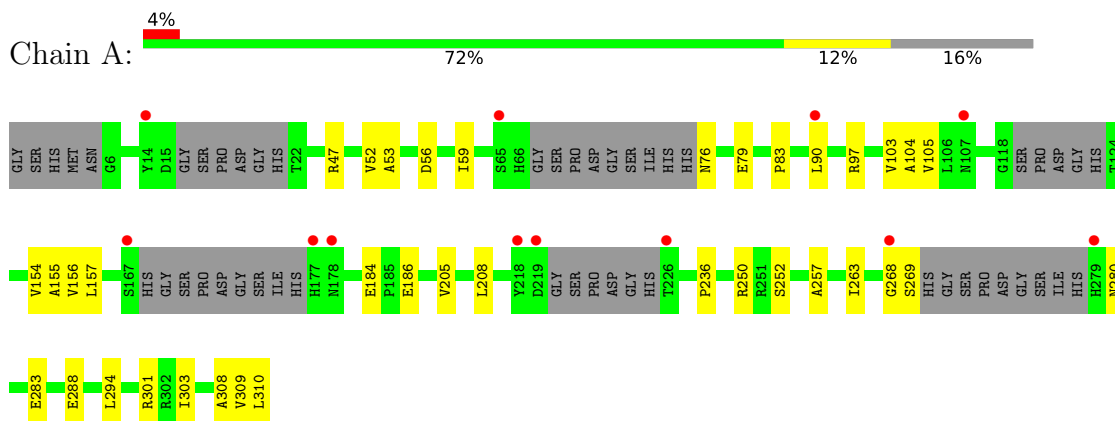 4%
Chain A:
72% 12% 16%
GLY SER HIS MET ASN G6 Y14 D15 GLY SER PRO ASP GLY HIS T22 R47 V52 A53 D56 I59 S65 H66 GLY SER PRO ASP GLY SER ILE HIS HIS N76 E79 P83 L90 R97 V103 A104 V105 L106 N107 G118 SER PRO ASP GLY HIS T124
V154 A155 V156 L157 S167 HIS GLY SER PRO ASP GLY SER ILE HIS H177 N178 E184 P185 E186 V205 L208 Y218 D219 GLY SER PRO ASP GLY HIS T226 P236 R250 R251 S252 A257 I263 G268 S269 HIS GLY SER PRO ASP GLY SER ILE HIS H279 N280
E283 E288 L294 R301 R302 I303 A308 V309 L310